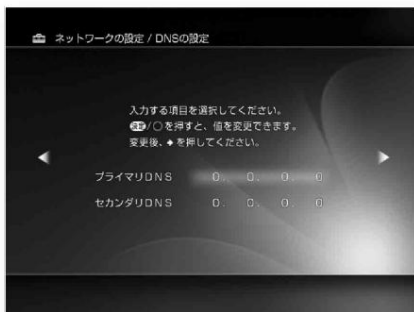 ネットワークの設定 / DNSの設定
入力する項目を選択してください。
/○を押すと、値を変更できます。
変更後、→を押してください。
プライマリDNS 0. 0. 0. 0
セカンダリDNS 0. 0. 0. 0